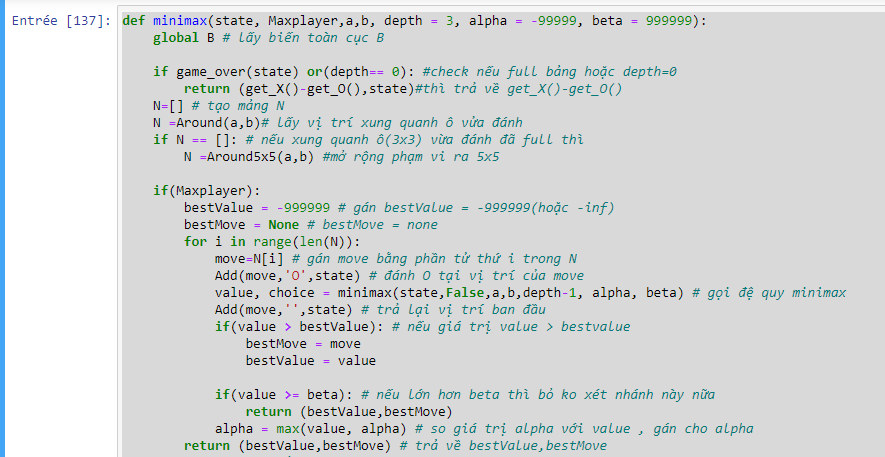 Entrée [137]: def minimax(state, Maxplayer,a,b, depth = 3, alpha = -99999, beta = 999999):
    global B # lấy biến toàn cục B

    if game_over(state) or(depth== 0): #check nếu full bảng hoặc depth=0
        return (get_X()-get_O(),state)#thì trả về get_X()-get_O()
    N=[] # tạo mảng N
    N =Around(a,b)# lấy vị trí xung quanh ô vửa đánh
    if N == []: # nếu xung quanh ô(3x3) vừa đánh đã full thì
        N =Around5x5(a,b) #mở rộng phạm vi ra 5x5

    if(Maxplayer):
        bestValue = -999999 # gán bestValue = -999999(hoặc -inf)
        bestMove = None # bestMove = none
        for i in range(len(N)):
            move=N[i] # gán move bằng phần tử thứ i trong N
            Add(move,'O',state) # đánh O tại vị trí của move
            value, choice = minimax(state,False,a,b,depth-1, alpha, beta) # gọi đệ quy minimax
            Add(move,'',state) # trả lại vị trí ban đầu
            if(value > bestValue): # nếu giá trị value > bestvalue
                bestMove = move
                bestValue = value

            if(value >= beta): # nếu lớn hơn beta thì bỏ ko xét nhánh này nữa
                return (bestValue,bestMove)
            alpha = max(value, alpha) # so giá trị alpha với value , gán cho alpha
        return (bestValue,bestMove) # trả về bestValue,bestMove